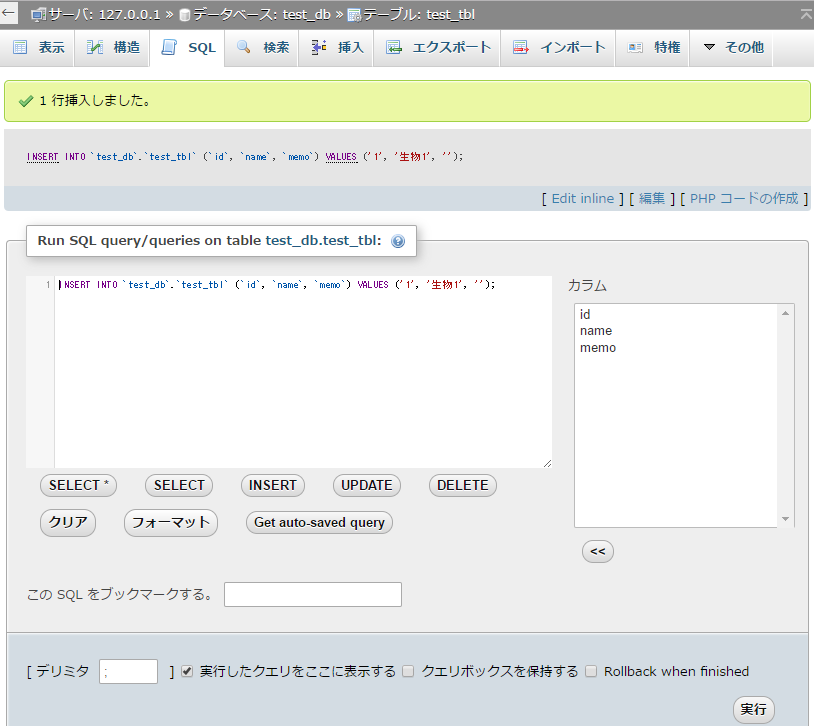 ← サーバ: 127.0.0.1 » データベース: test_db » テーブル: test_tbl
表示 構造 SQL 検索 挿入 エクスポート インポート 特権 ▼ その他
1 行挿入しました。
INSERT INTO `test_db`.`test_tbl` (`id`, `name`, `memo`) VALUES ('1', '生物1', '');
[ Edit inline ] [ 編集 ] [ PHP コードの作成 ]
Run SQL query/queries on table test_db.test_tbl:
1 INSERT INTO `test_db`.`test_tbl` (`id`, `name`, `memo`) VALUES ('1', '生物1', '');
カラム
id
name
memo
SELECT * SELECT INSERT UPDATE DELETE
クリア フォーマット Get auto-saved query
<<
この SQL をブックマークする。
[ デリミタ ; ] 実行したクエリをここに表示する クエリボックスを保持する Rollback when finished
実行